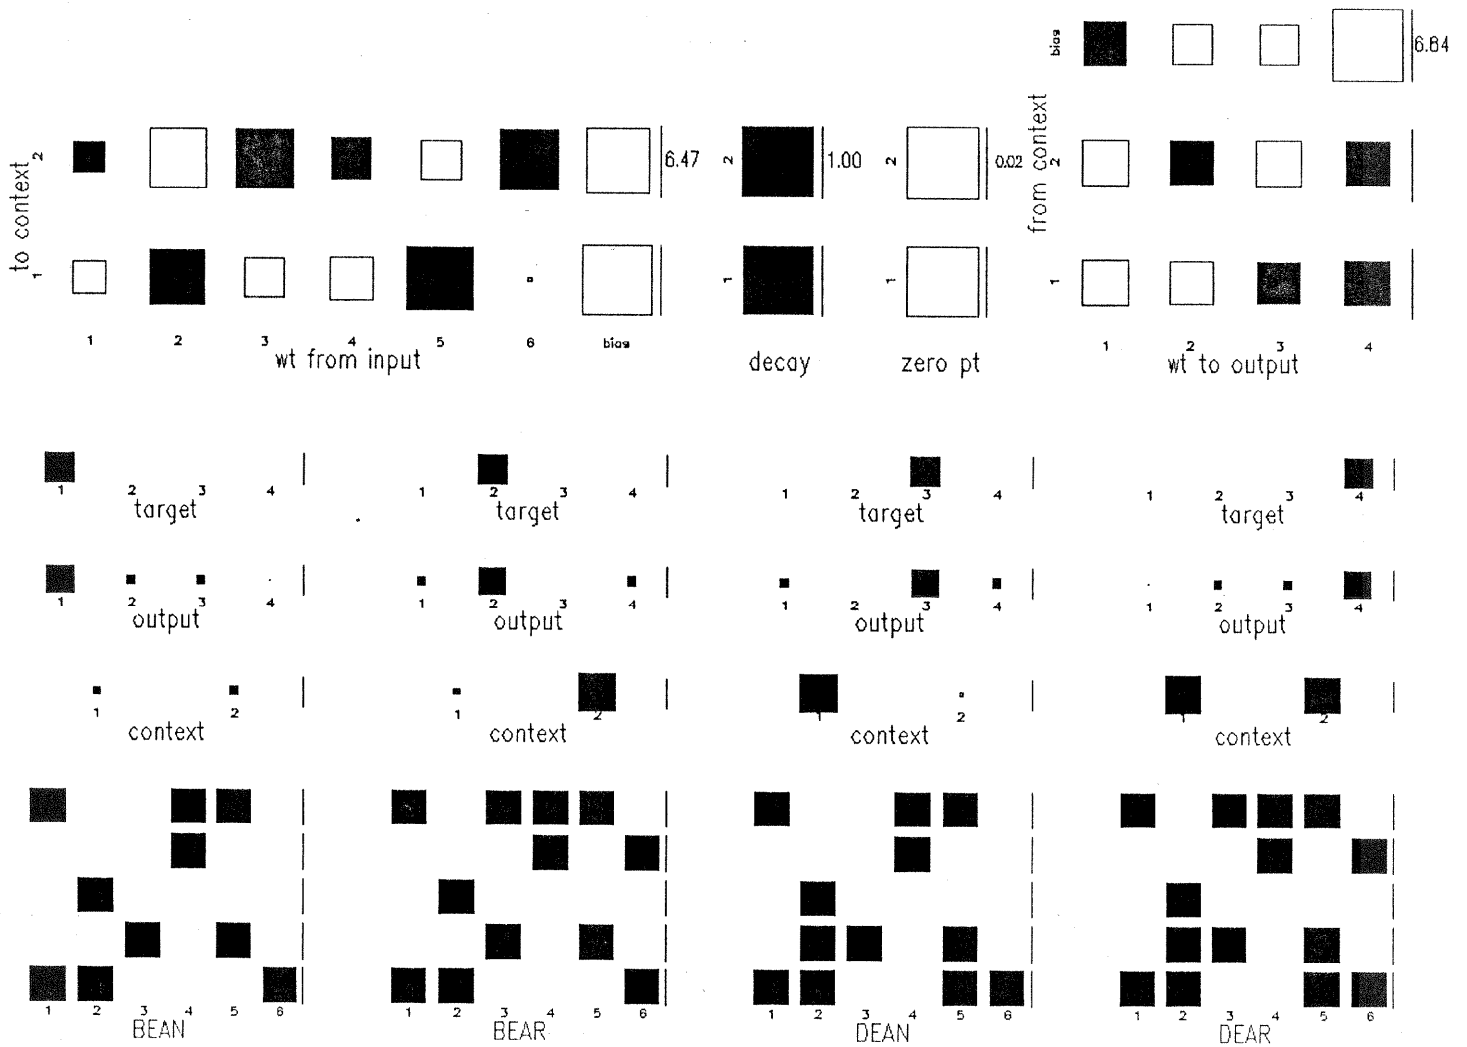 bias 6.84
to context 2 6.47 2 1.00 2 0.02 from context 2
1 1 1 1
1 2 3 4 5 6 bias
wt from input
decay
zero pt
1 2 3 4
wt to output
1 2 3 4 1 2 3 4 1 2 3 4 1 2 3 4
target target target target
1 2 3 4 1 2 3 4 1 2 3 4 1 2 3 4
output output output output
1 2 1 2 1 2 1 2
context context context context
1 2 3 4 5 6 1 2 3 4 5 6 1 2 3 4 5 6 1 2 3 4 5 6
BEAN BEAR DEAN DEAR